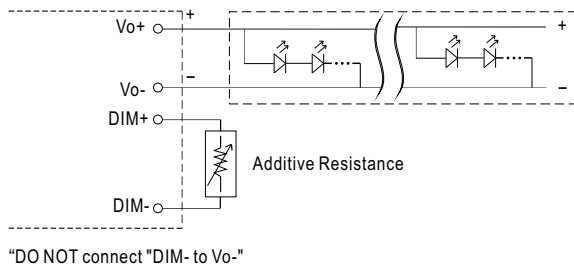 Vo+
+
+
Vo-
–
–
DIM+
Additive Resistance
DIM-
“DO NOT connect "DIM- to Vo-"